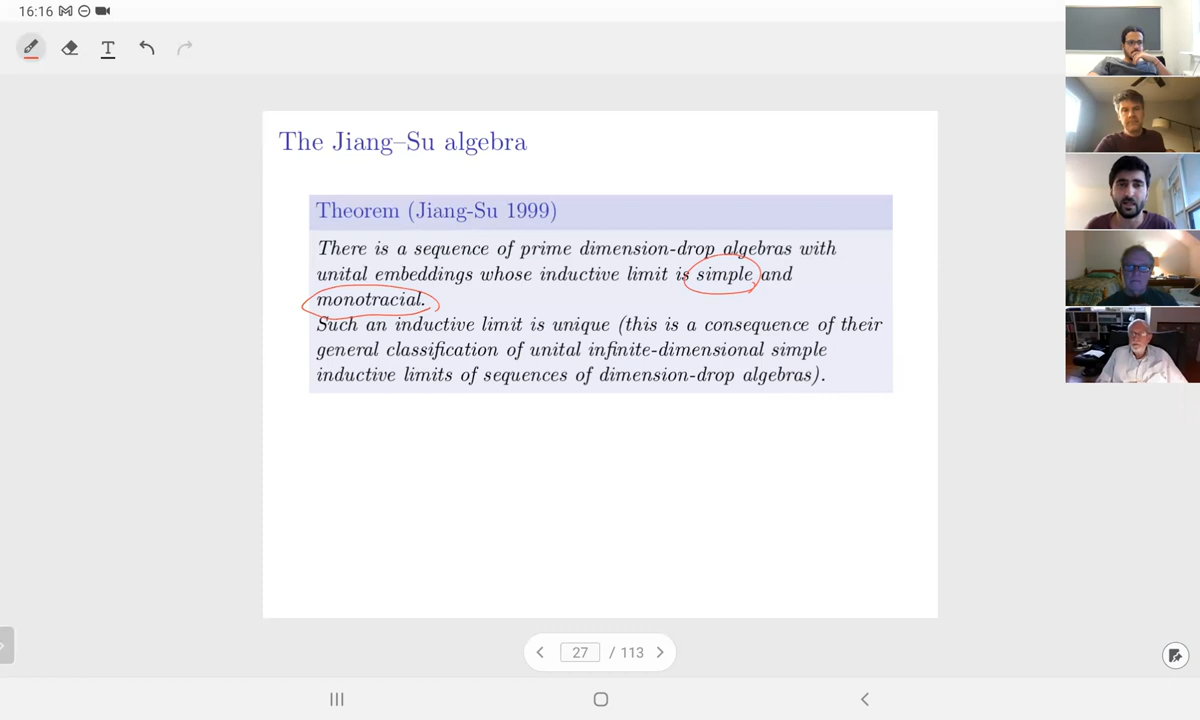 16:16
T
The Jiang–Su algebra
Theorem (Jiang-Su 1999)
There is a sequence of prime dimension-drop algebras with
unital embeddings whose inductive limit is simple and
monotracial.
Such an inductive limit is unique (this is a consequence of their
general classification of unital infinite-dimensional simple
inductive limits of sequences of dimension-drop algebras).
27 / 113